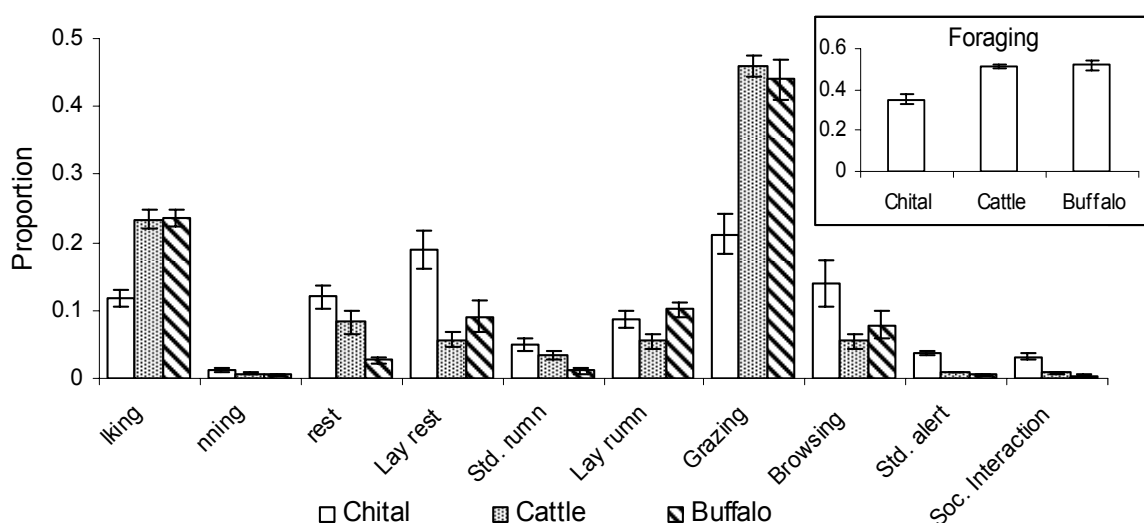 Foraging
0.6
0.4
0.2
0
Chital Cattle Buffalo
Proportion
0.5
0.4
0.3
0.2
0.1
0
lking
nning
rest
Lay rest
Std. rumn
Lay rumn
Grazing
Browsing
Std. alert
Soc. Interaction
Chital Cattle Buffalo